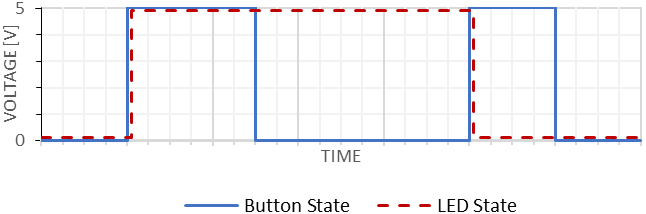 5
VOLTAGE [V]
0
TIME
Button State
LED State